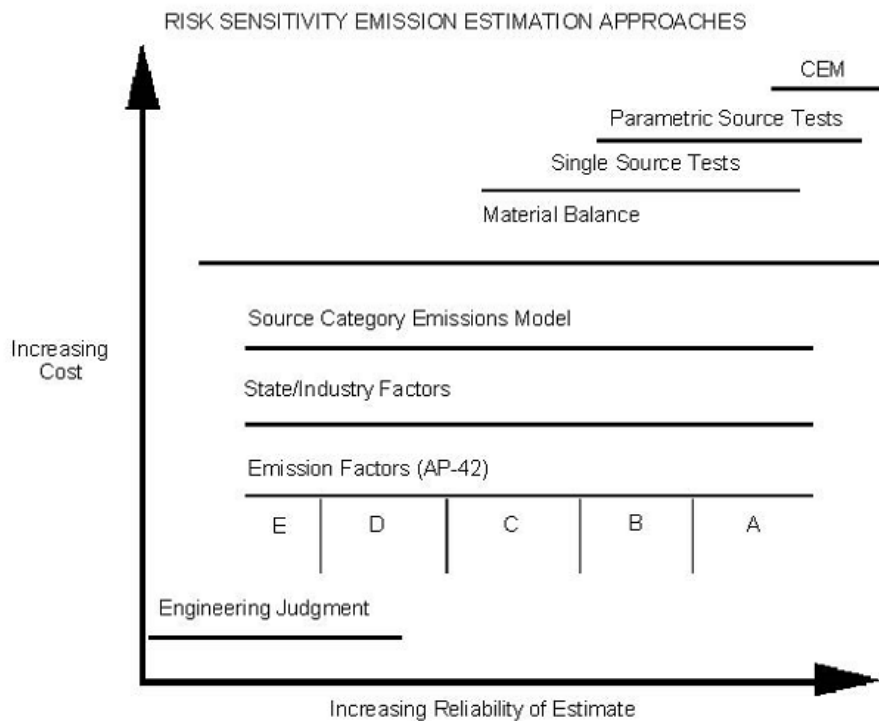 RISK SENSITIVITY EMISSION ESTIMATION APPROACHES
CEM
Parametric Source Tests
Single Source Tests
Material Balance
Source Category Emissions Model
Increasing
Cost
State/Industry Factors
Emission Factors (AP-42)
E D C B A
Engineering Judgment
Increasing Reliability of Estimate